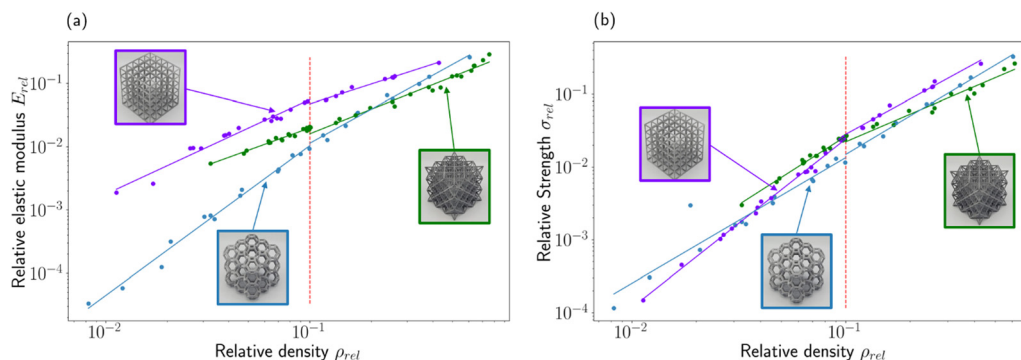 (a)
Relative elastic modulus E_rel
10⁻¹
10⁻²
10⁻³
10⁻⁴
10⁻²
10⁻¹
Relative density ρ_rel
(b)
Relative Strength σ_rel
10⁻¹
10⁻²
10⁻³
10⁻⁴
10⁻²
10⁻¹
Relative density ρ_rel